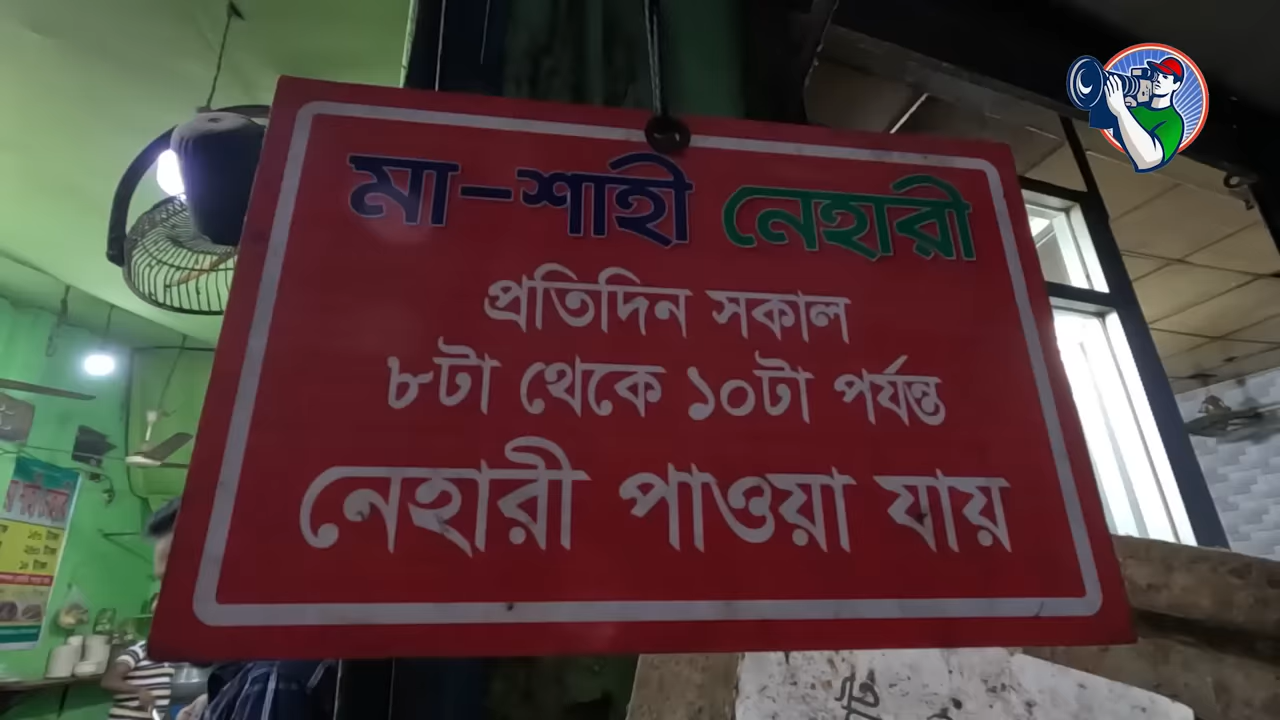 মা-শাহী নেহারী
প্রতিদিন সকাল
৮টা থেকে ১০টা পর্যন্ত
নেহারী পাওয়া যায়